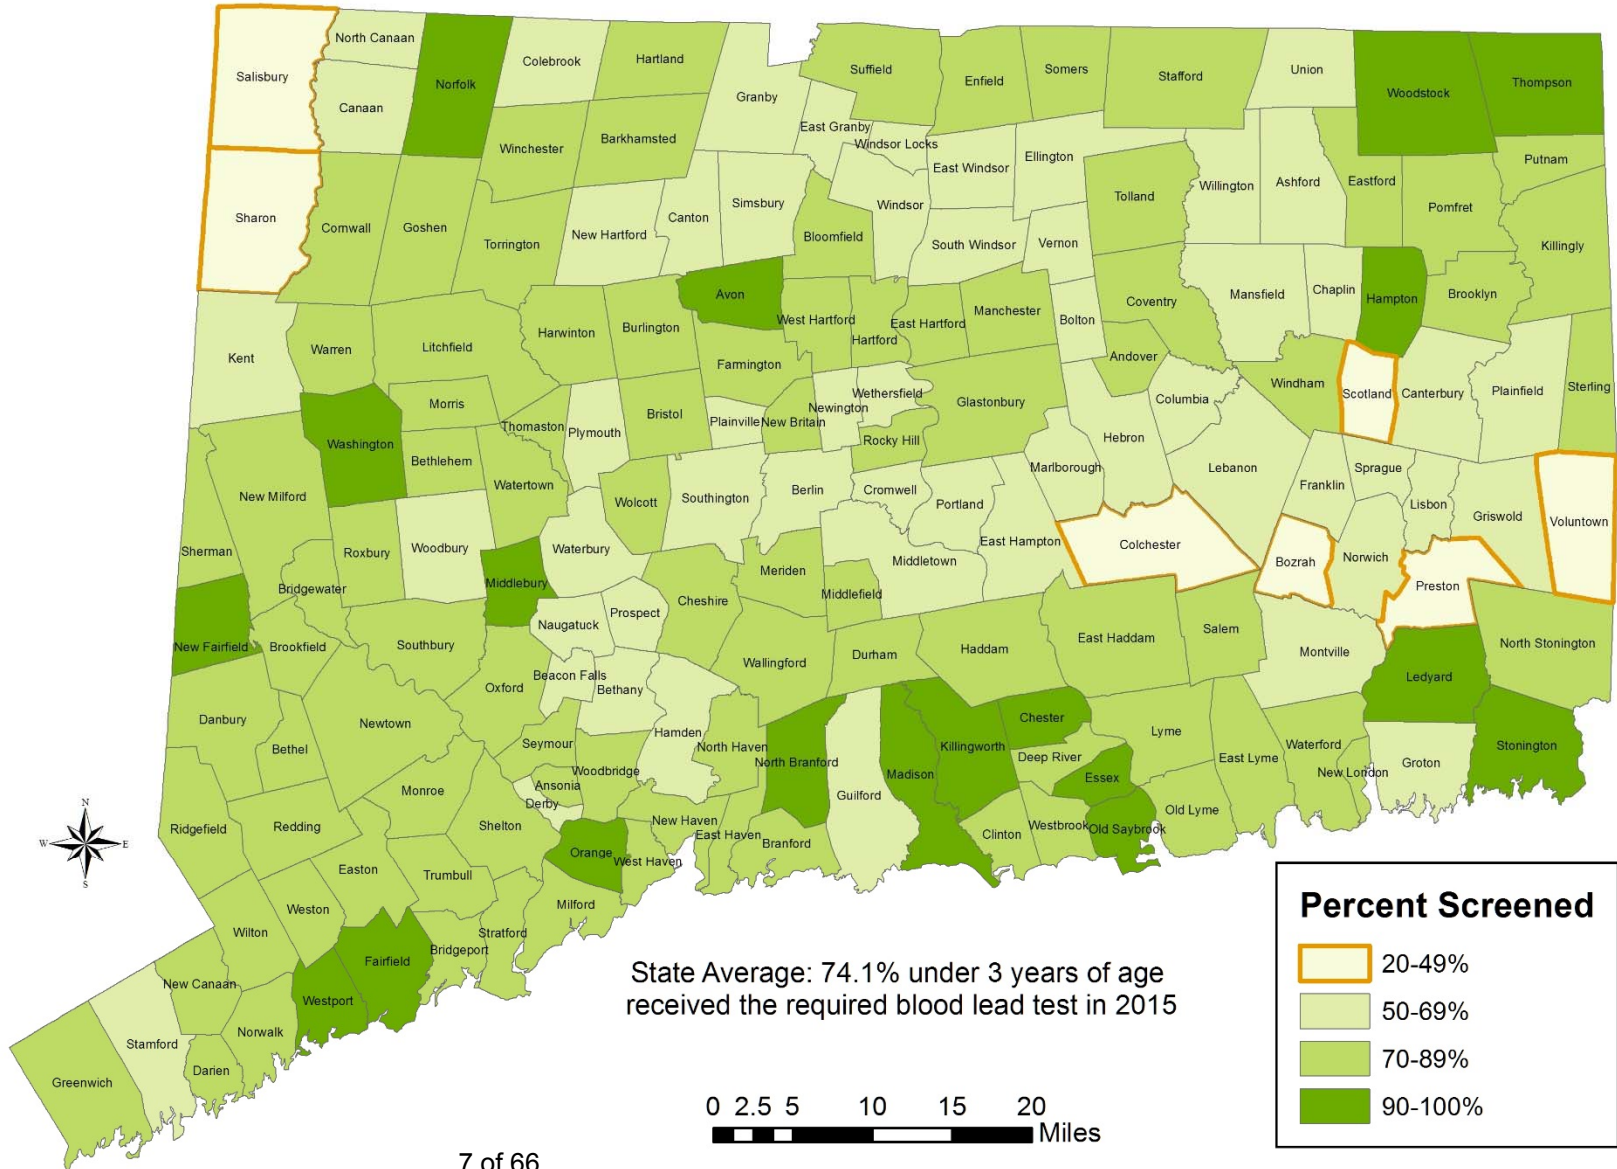 Salisbury
North Canaan
Canaan
Norfolk
Colebrook
Hartland
Granby
Suffield
Enfield
Somers
Stafford
Union
Woodstock
Thompson
Winchester
Barkhamsted
East Granby
Windsor Locks
East Windsor
Ellington
Willington
Ashford
Eastford
Putnam
Pomfret
Sharon
Cornwall
Goshen
Torrington
New Hartford
Canton
Simsbury
Bloomfield
Windsor
South Windsor
Vernon
Tolland
Killingly
Avon
Mansfield
Chaplin
Hampton
Brooklyn
Kent
Warren
Litchfield
Harwinton
Burlington
Farmington
West Hartford
Hartford
East Hartford
Manchester
Bolton
Coventry
Andover
Windham
Scotland
Canterbury
Plainfield
Sterling
Morris
Washington
Bethlehem
Thomaston
Plymouth
Bristol
Plainville
New Britain
Newington
Wethersfield
Rocky Hill
Glastonbury
Columbia
Hebron
Marlborough
Lebanon
Franklin
Sprague
Lisbon
Griswold
Voluntown
New Milford
Watertown
Wolcott
Southington
Berlin
Cromwell
Portland
East Hampton
Colchester
Bozrah
Norwich
Preston
Sherman
Bridgewater
Roxbury
Woodbury
Middlebury
Waterbury
Cheshire
Meriden
Middlefield
Middletown
New Fairfield
Brookfield
Southbury
Naugatuck
Prospect
Wallingford
Durham
Haddam
East Haddam
Salem
Montville
Ledyard
North Stonington
Danbury
Bethel
Newtown
Oxford
Beacon Falls
Bethany
Hamden
Seymour
Woodbridge
Ansonia
Derby
North Haven
North Branford
Guilford
Madison
Killingworth
Chester
Deep River
Essex
Lyme
East Lyme
Waterford
New London
Groton
Stonington
Ridgefield
Redding
Monroe
Shelton
Orange
New Haven
West Haven
East Haven
Branford
Clinton
Westbrook
Old Saybrook
Old Lyme
Easton
Trumbull
Milford
Weston
Wilton
Stratford
Bridgeport
Fairfield
Westport
New Canaan
Norwalk
Darien
Stamford
Greenwich
N
W E
S
State Average: 74.1% under 3 years of age
received the required blood lead test in 2015
0 2.5 5 10 15 20
Miles
Percent Screened
20-49%
50-69%
70-89%
90-100%
7 of 66